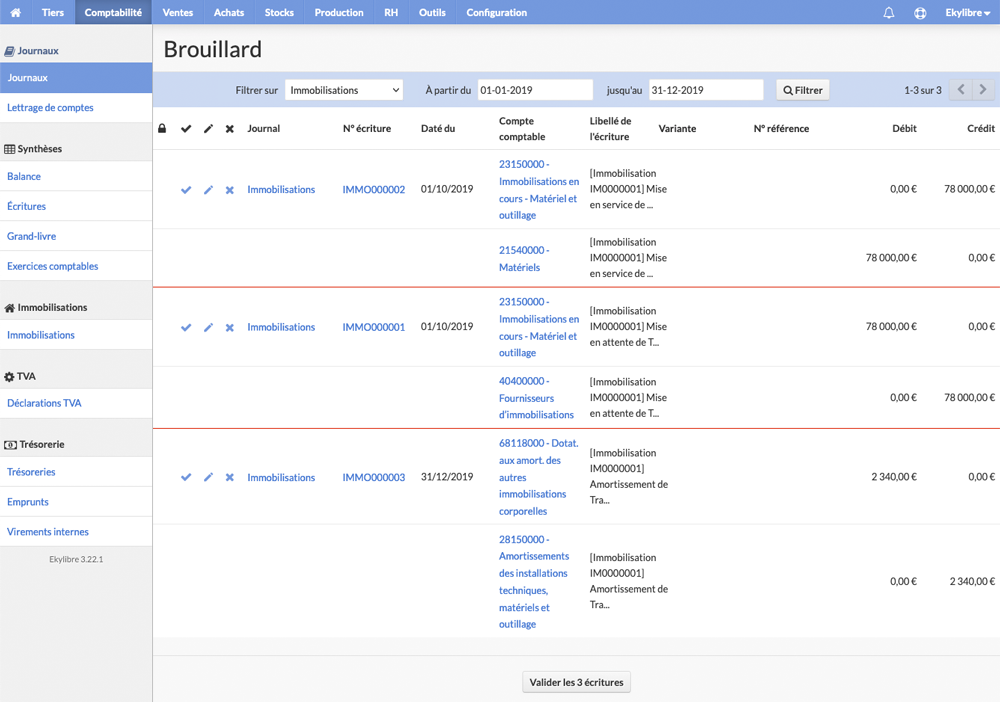 Tiers Comptabilité Ventes Achats Stocks Production RH Outils Configuration Ekylibre
Journaux
Journaux
Lettrage de comptes
Synthèses
Balance
Écritures
Grand-livre
Exercices comptables
Immobilisations
Immobilisations
TVA
Déclarations TVA
Trésorerie
Trésoreries
Emprunts
Virements internes
Ekylibre 3.22.1
Brouillard
Filtrer sur Immobilisations À partir du 01-01-2019 jusqu'au 31-12-2019 Filtrer 1-3 sur 3
Journal N° écriture Daté du Compte comptable Libellé de l'écriture Variante N° référence Débit Crédit
Immobilisations IMMO000002 01/10/2019
23150000 -
Immobilisations en
cours - Matériel et
outillage
[Immobilisation
IM0000001] Mise
en service de ...
0,00 € 78 000,00 €
21540000 -
Matériels
[Immobilisation
IM0000001] Mise
en service de ...
78 000,00 € 0,00 €
Immobilisations IMMO000001 01/10/2019
23150000 -
Immobilisations en
cours - Matériel et
outillage
[Immobilisation
IM0000001] Mise
en attente de T...
78 000,00 € 0,00 €
40400000 -
Fournisseurs
d'immobilisations
[Immobilisation
IM0000001] Mise
en attente de T...
0,00 € 78 000,00 €
Immobilisations IMMO000003 31/12/2019
68118000 - Dotat.
aux amort. des
autres
immobilisations
corporelles
[Immobilisation
IM0000001]
Amortissement de
Tra...
2 340,00 € 0,00 €
28150000 -
Amortissements
des installations
techniques,
matériels et
outillage
[Immobilisation
IM0000001]
Amortissement de
Tra...
0,00 € 2 340,00 €
Valider les 3 écritures